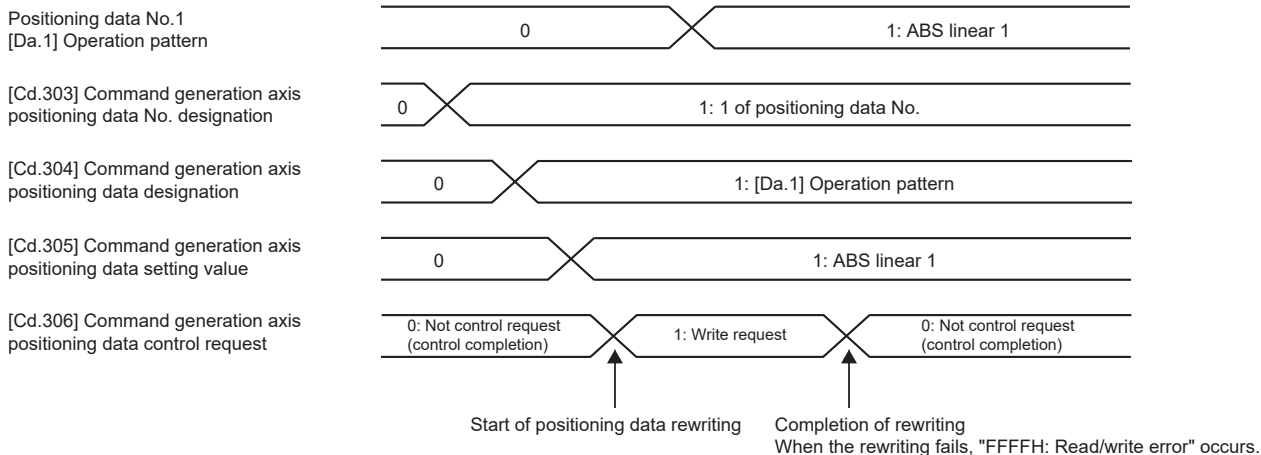 Positioning data No.1
[Da.1] Operation pattern
0
1: ABS linear 1
[Cd.303] Command generation axis
positioning data No. designation
0
1: 1 of positioning data No.
[Cd.304] Command generation axis
positioning data designation
0
1: [Da.1] Operation pattern
[Cd.305] Command generation axis
positioning data setting value
0
1: ABS linear 1
[Cd.306] Command generation axis
positioning data control request
0: Not control request
(control completion)
1: Write request
0: Not control request
(control completion)
Start of positioning data rewriting
Completion of rewriting
When the rewriting fails, "FFFFH: Read/write error" occurs.